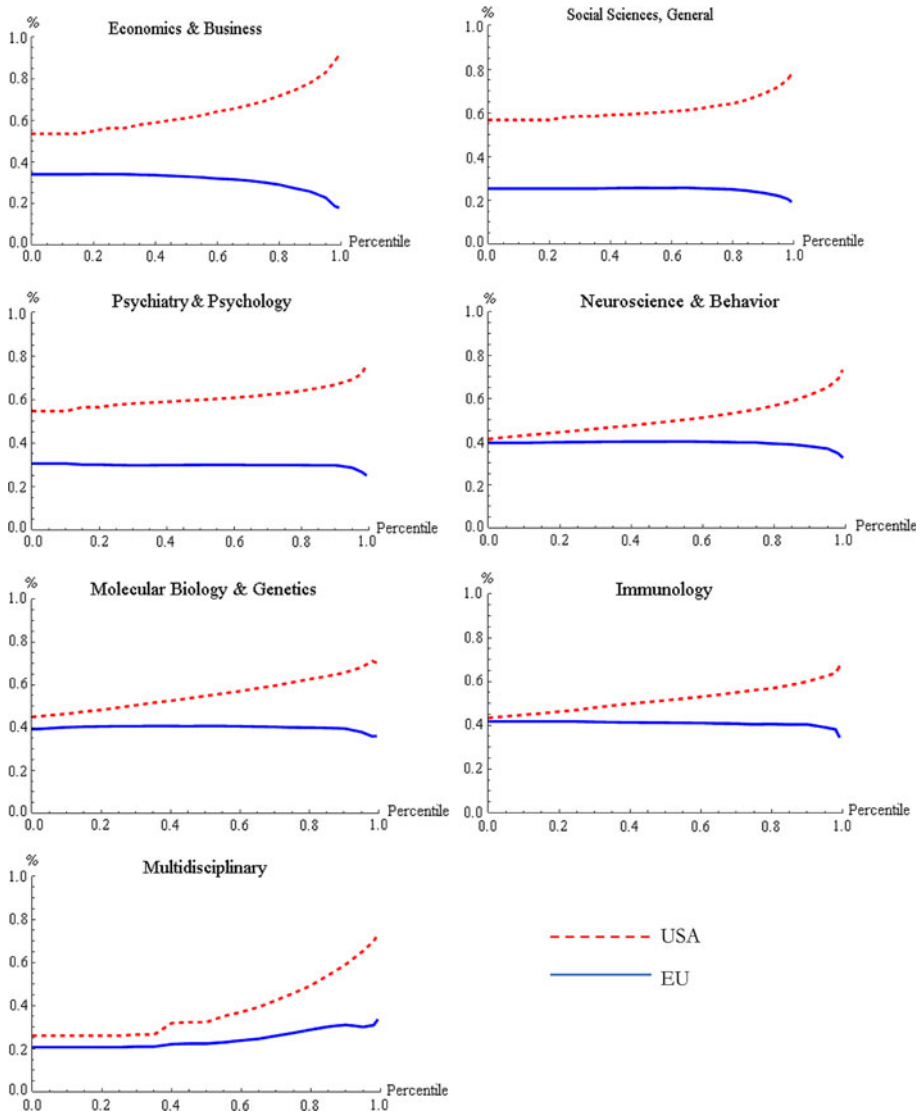 %
Economics & Business
1.0
0.8
0.6
0.4
0.2
0.0
0.0 0.2 0.4 0.6 0.8 1.0
Percentile
%
Social Sciences, General
1.0
0.8
0.6
0.4
0.2
0.0
0.0 0.2 0.4 0.6 0.8 1.0
Percentile
%
Psychiatry & Psychology
1.0
0.8
0.6
0.4
0.2
0.0
0.0 0.2 0.4 0.6 0.8 1.0
Percentile
%
Neuroscience & Behavior
1.0
0.8
0.6
0.4
0.2
0.0
0.0 0.2 0.4 0.6 0.8 1.0
Percentile
%
Molecular Biology & Genetics
1.0
0.8
0.6
0.4
0.2
0.0
0.0 0.2 0.4 0.6 0.8 1.0
Percentile
%
Immunology
1.0
0.8
0.6
0.4
0.2
0.0
0.0 0.2 0.4 0.6 0.8 1.0
Percentile
%
Multidisciplinary
1.0
0.8
0.6
0.4
0.2
0.0
0.0 0.2 0.4 0.6 0.8 1.0
Percentile
USA
EU